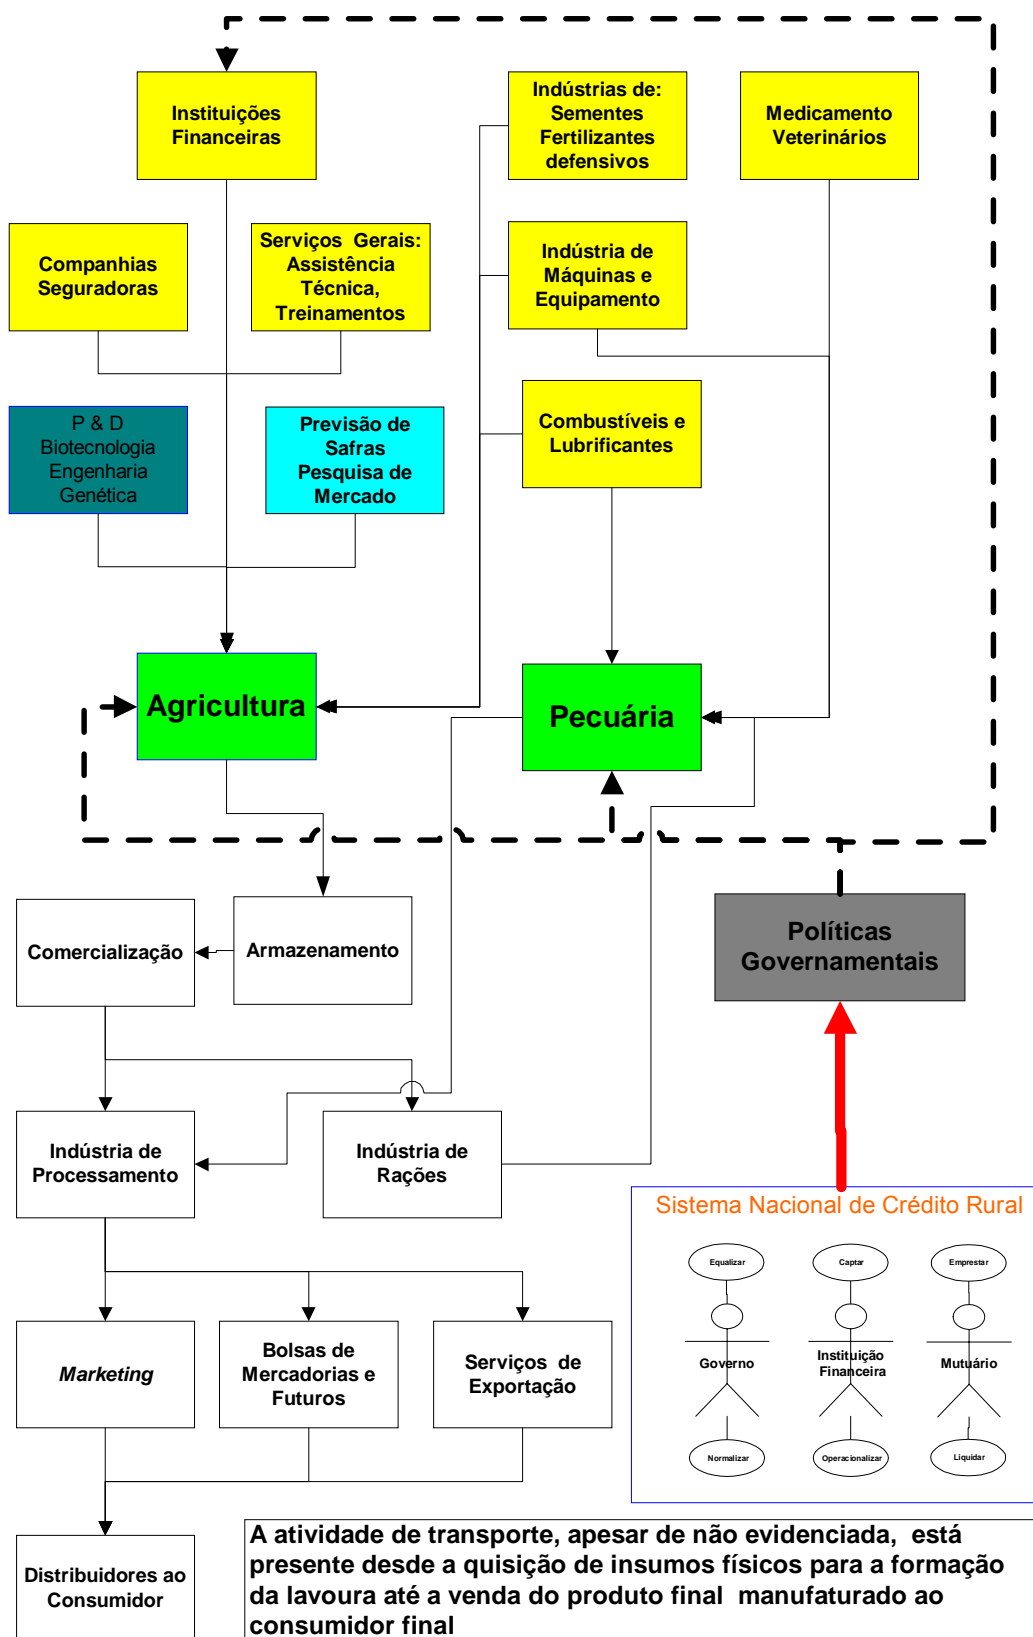 Instituições
Financeiras
Indústrias de:
Sementes
Fertilizantes
defensivos
Medicamento
Veterinários
Companhias
Seguradoras
Serviços Gerais:
Assistência
Técnica,
Treinamentos
Indústria de
Máquinas e
Equipamento
P & D
Biotecnologia
Engenharia
Genética
Previsão de
Safras
Pesquisa de
Mercado
Combustíveis e
Lubrificantes
Agricultura
Pecuária
Comercialização
Armazenamento
Políticas
Governamentais
Indústria de
Processamento
Indústria de
Rações
Sistema Nacional de Crédito Rural
Equalizar
Captar
Emprestar
Governo
Instituição
Financeira
Mutuário
Normalizar
Operacionalizar
Liquidar
Marketing
Bolsas de
Mercadorias e
Futuros
Serviços de
Exportação
Distribuidores ao
Consumidor
A atividade de transporte, apesar de não evidenciada, está
presente desde a quisição de insumos físicos para a formação
da lavoura até a venda do produto final manufaturado ao
consumidor final